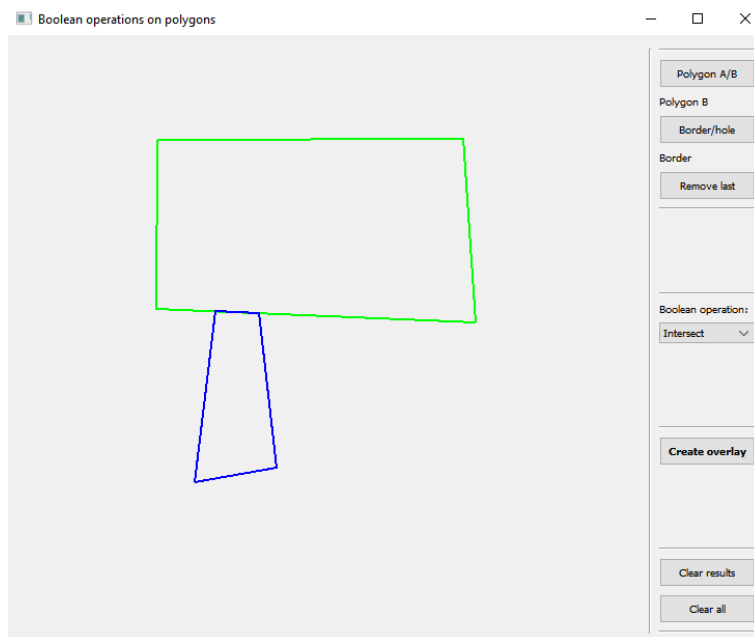 Boolean operations on polygons
Polygon A/B
Polygon B
Border/hole
Border
Remove last
Boolean operation:
Intersect
Create overlay
Clear results
Clear all